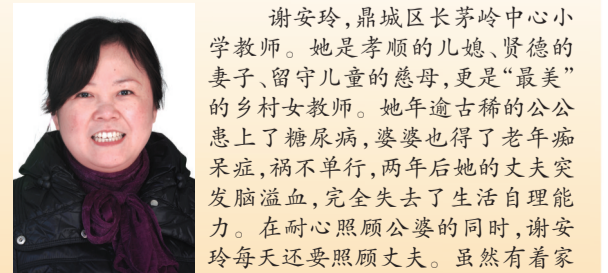 谢安玲，鼎城区长茅岭中心小
学教师。她是孝顺的儿媳、贤德的
妻子、留守儿童的慈母，更是“最美”
的乡村女教师。她年逾古稀的公公
患上了糖尿病，婆婆也得了老年痴
呆症，祸不单行，两年后她的丈夫突
发脑溢血，完全失去了生活自理能
力。在耐心照顾公婆的同时，谢安
玲每天还要照顾丈夫。虽然有着家